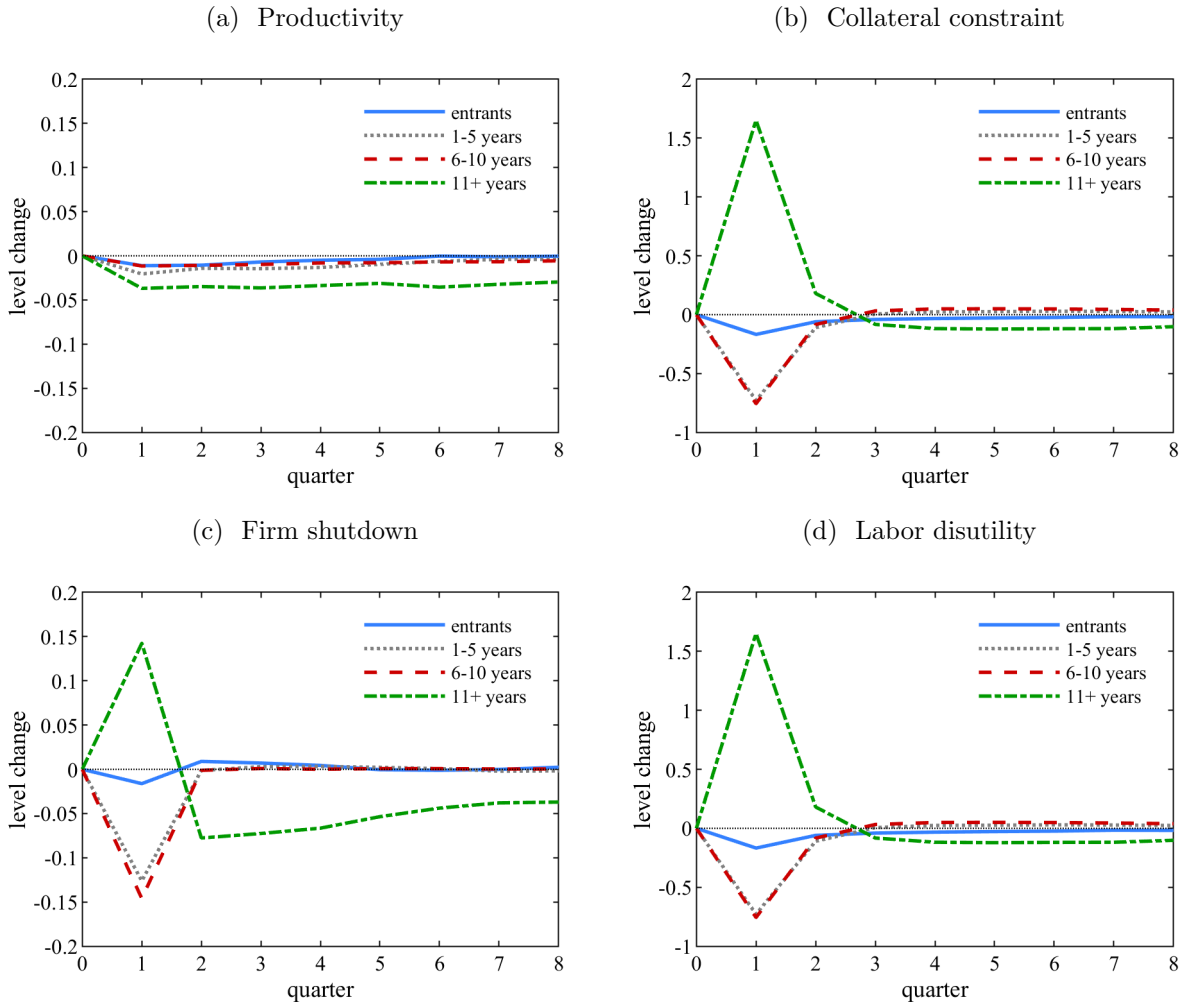 (a) Productivity
0.2
0.15
0.1
0.05
0
-0.05
-0.1
-0.15
-0.2
level change
entrants
1-5 years
6-10 years
11+ years
0 1 2 3 4 5 6 7 8
quarter
(b) Collateral constraint
2
1.5
1
0.5
0
-0.5
-1
level change
entrants
1-5 years
6-10 years
11+ years
0 1 2 3 4 5 6 7 8
quarter
(c) Firm shutdown
0.2
0.15
0.1
0.05
0
-0.05
-0.1
-0.15
-0.2
level change
entrants
1-5 years
6-10 years
11+ years
0 1 2 3 4 5 6 7 8
quarter
(d) Labor disutility
2
1.5
1
0.5
0
-0.5
-1
level change
entrants
1-5 years
6-10 years
11+ years
0 1 2 3 4 5 6 7 8
quarter